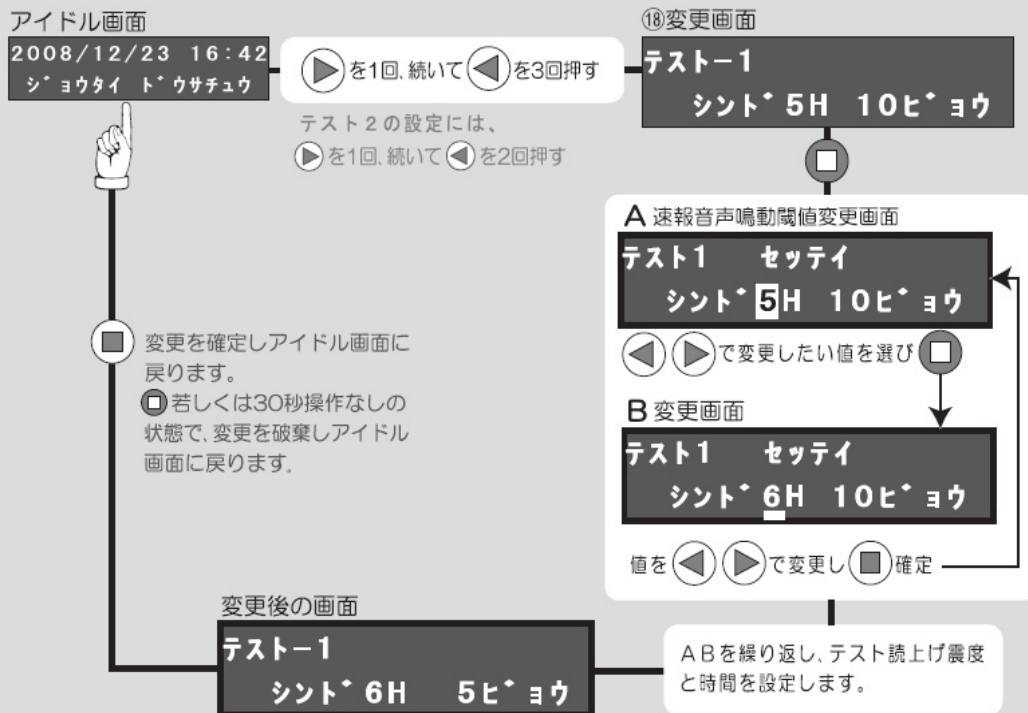 アイドル画面
2008/12/23 16:42
ジョウタイ ドウサチュウ
▶を1回、続いて◀を3回押す
テスト2の設定には、
▶を1回、続いて◀を2回押す
⑱変更画面
テスト−1
シンド 5H 10ビョウ
A 速報音声鳴動閾値変更画面
テスト1 セッテイ
シンド 5H 10ビョウ
◀ ▶で変更したい値を選び
B 変更画面
テスト1 セッテイ
シンド 6H 10ビョウ
値を◀ ▶で変更し■確定
ABを繰り返し、テスト読上げ震度
と時間を設定します。
変更後の画面
テスト−1
シンド 6H 5ビョウ
変更を確定しアイドル画面に
戻ります。
若しくは30秒操作なしの
状態で、変更を破棄しアイドル
画面に戻ります。